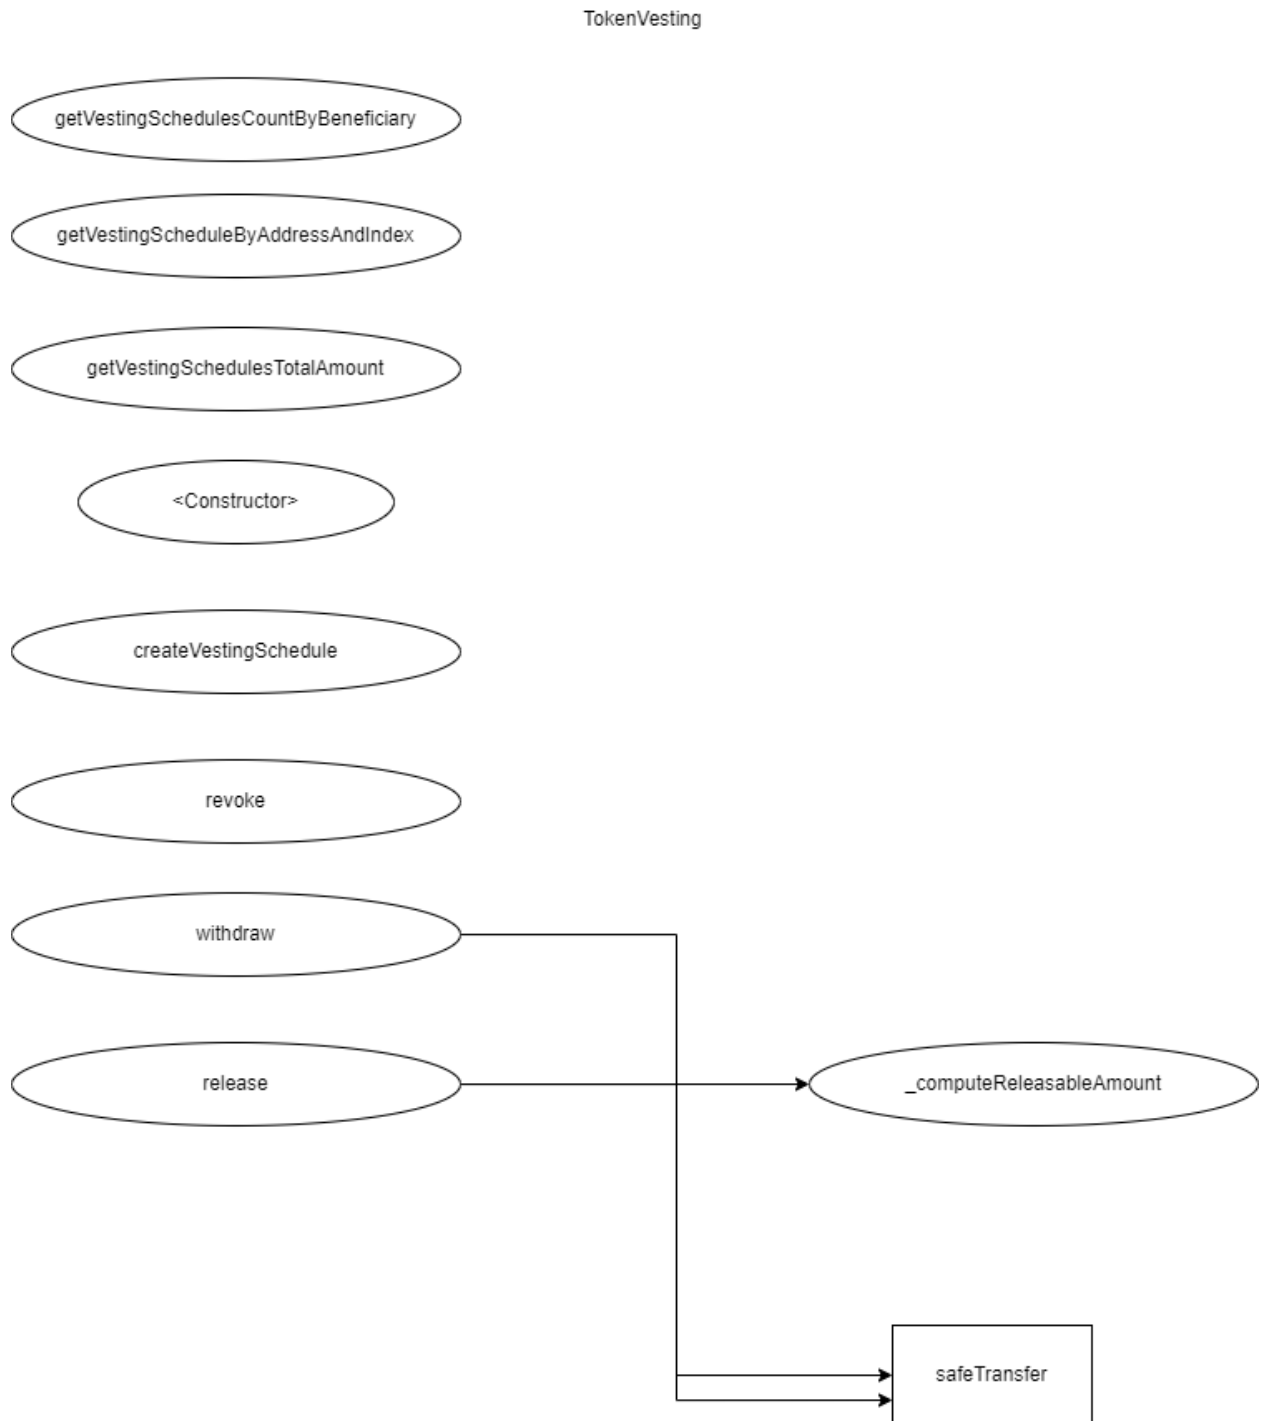 TokenVesting
getVestingSchedulesCountByBeneficiary
getVestingScheduleByAddressAndIndex
getVestingSchedulesTotalAmount
<Constructor>
createVestingSchedule
revoke
withdraw
release
_computeReleasableAmount
safeTransfer